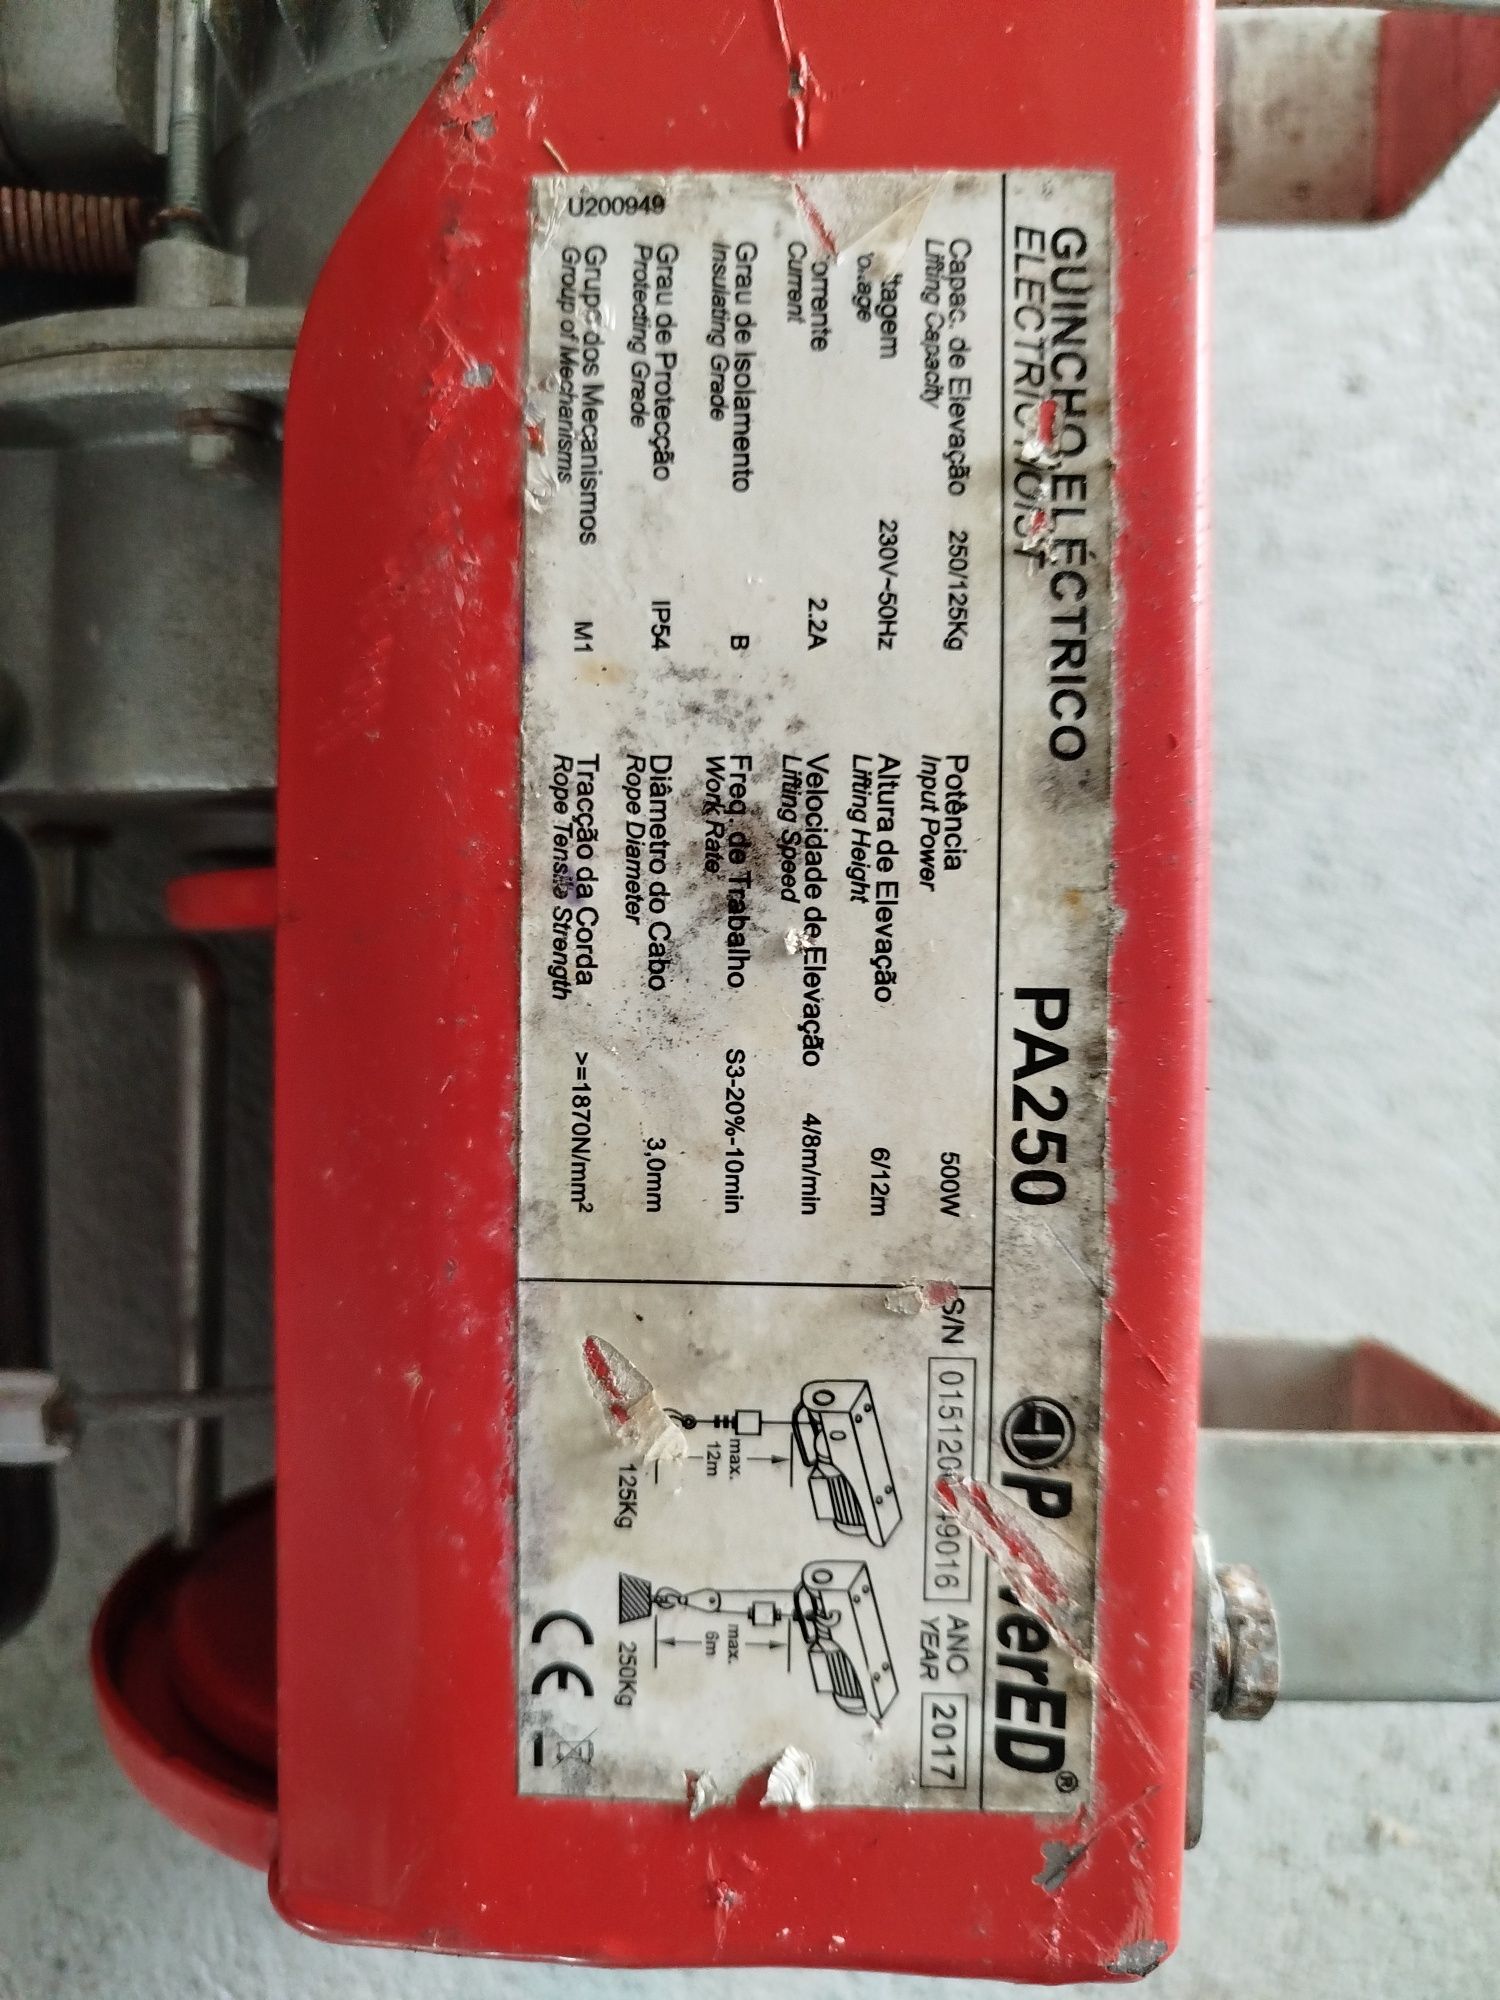 GUINCHO ELÉCTRICO PA250
ELECTRIC HOIST
Capac. de Elevação 250/125Kg Potência 500W
Lifting Capacity Input Power
230V~50Hz Altura de Elevação 6/12m
Lifting Height
2.2A Velocidade de Elevação 4/8m/min
Current Lifting Speed
Grau de Isolamento B Freq. de Trabalho S3-20%-10min
Insulating Grade Work Rate
Grau de Protecção IP54 Diâmetro do Cabo 3,0mm
Protecting Grade Rope Diameter
Grupo dos Mecanismos M1 Tracção da Corda >=1870N/mm²
Group of Mechanisms Rope Tensile Strength
U200949
S/N ANO 2017
YEAR
max.
12m
125Kg
max.
6m
250Kg
CE